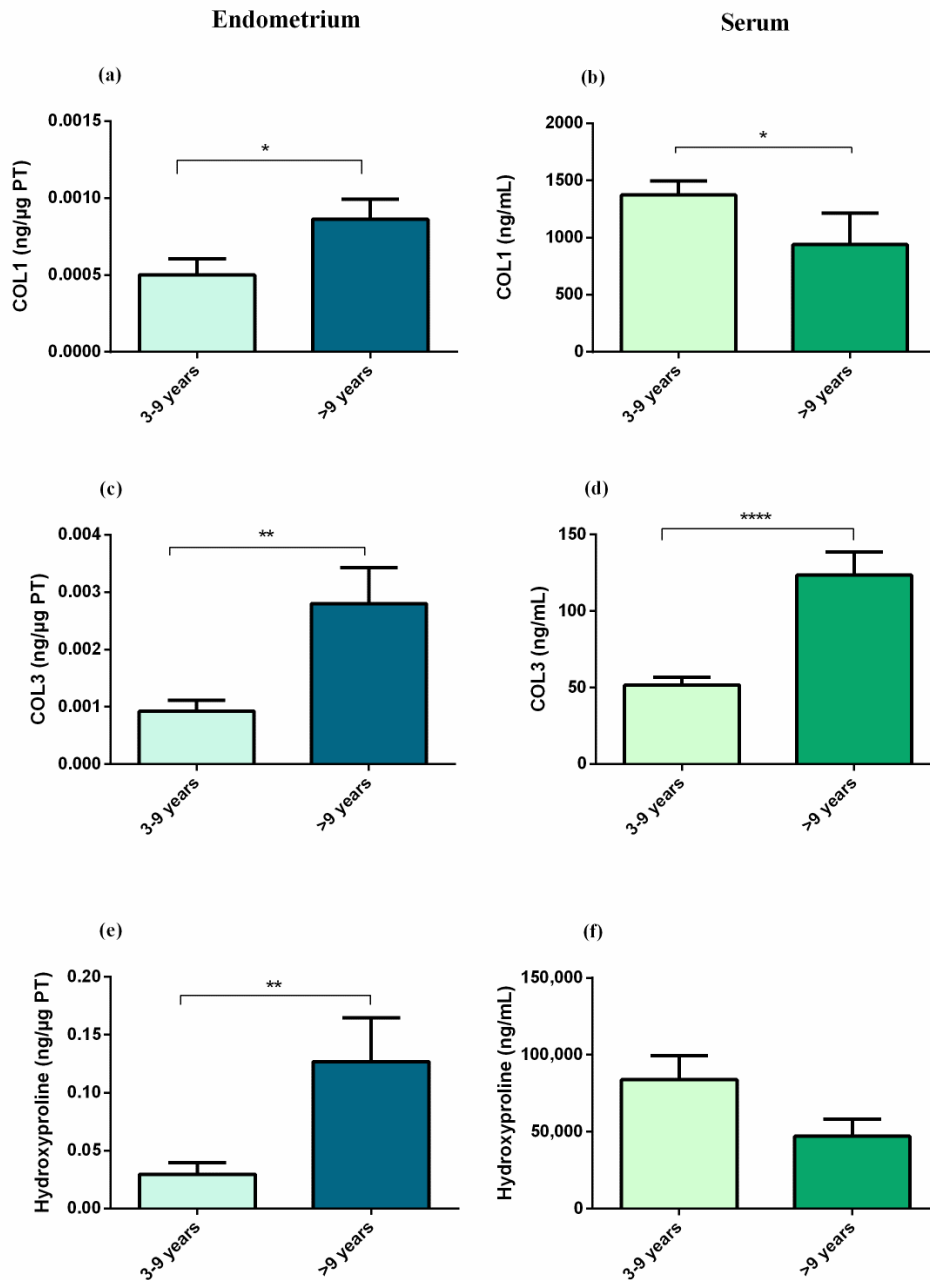 Endometrium
Serum
(a)
COL1 (ng/µg PT)
0.0015
0.0010
0.0005
0.0000
*
3-9 years
>9 years
(b)
COL1 (ng/mL)
2000
1500
1000
500
0
*
3-9 years
>9 years
(c)
COL3 (ng/µg PT)
0.004
0.003
0.002
0.001
0.000
**
3-9 years
>9 years
(d)
COL3 (ng/mL)
150
100
50
0
****
3-9 years
>9 years
(e)
Hydroxyproline (ng/µg PT)
0.20
0.15
0.10
0.05
0.00
**
3-9 years
>9 years
(f)
Hydroxyproline (ng/mL)
150,000
100,000
50,000
0
3-9 years
>9 years